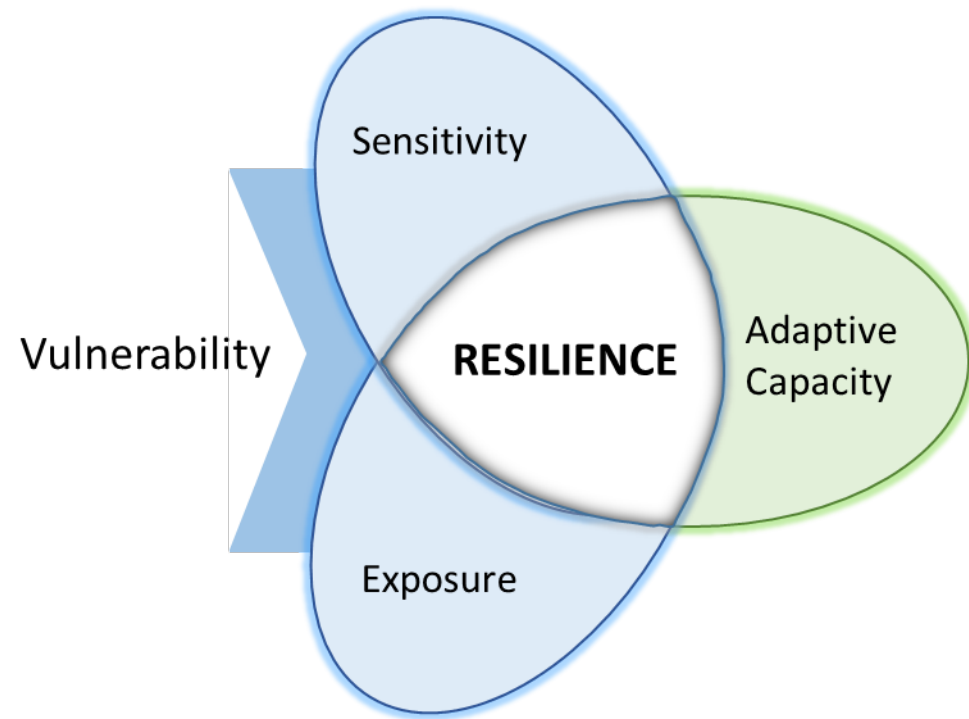 Sensitivity
Vulnerability
RESILIENCE
Adaptive
Capacity
Exposure